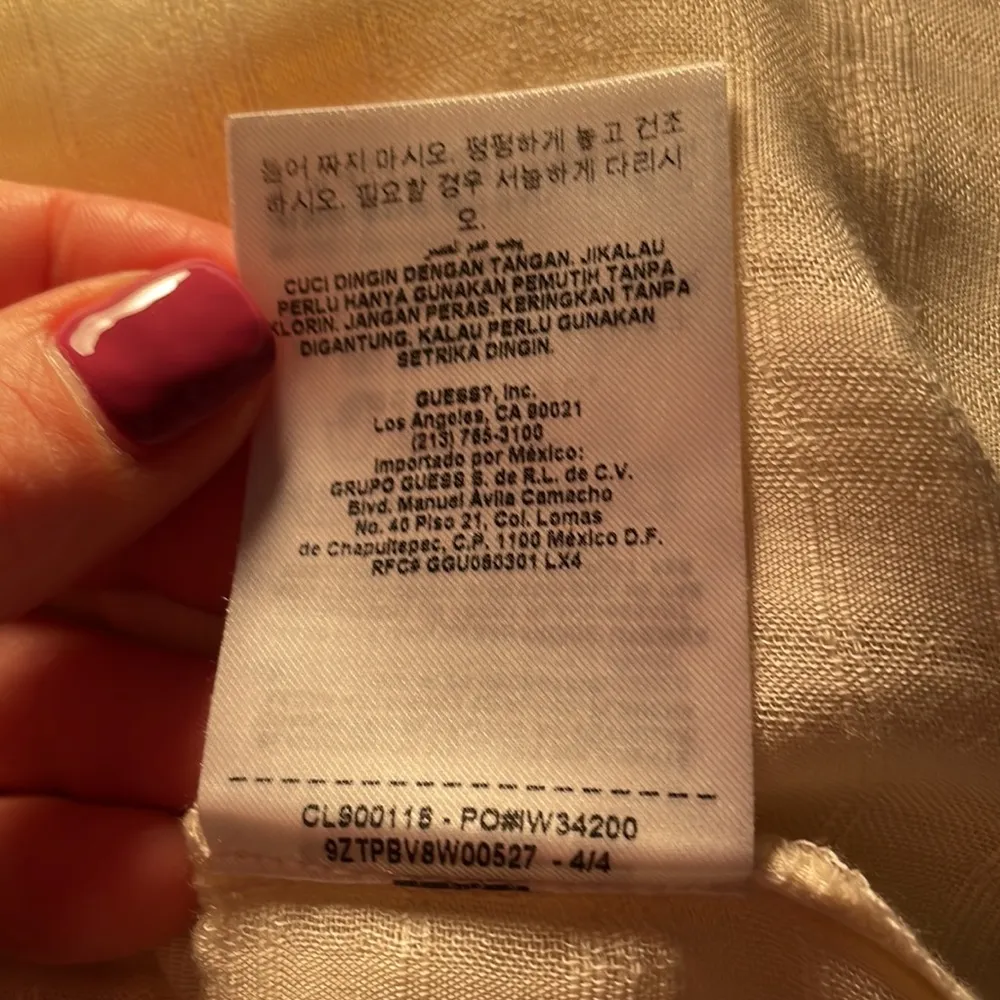 들어 짜지 마시오. 평평하게 놓고 건조
하시오. 필요할 경우 서늘하게 다리시
오.
CUCI DINGIN DENGAN TANGAN. JIKALAU
PERLU HANYA GUNAKAN PEMUTIH TANPA
KLORIN. JANGAN PERAS. KERINGKAN TANPA
DIGANTUNG. KALAU PERLU GUNAKAN
SETRIKA DINGIN.
GUESS?, Inc.
Los Angeles, CA 90021
(213) 765-3100
Importado por México:
GRUPO GUESS S. de R.L. de C.V.
Blvd. Manuel Ávila Camacho
No. 40 Piso 21, Col. Lomas
de Chapultepec, C.P. 1100 México D.F.
RFC# GGU060301 LX4
CL900116 - PO#IW34200
9ZTPBV8W00527 - 4/4